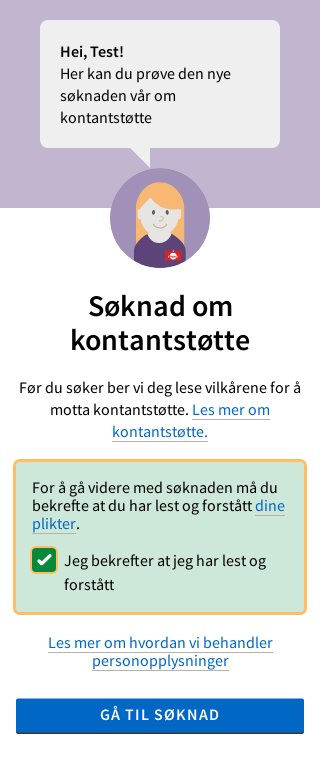 Hei, Test!
Her kan du prøve den nye
søknaden vår om
kontantstøtte
Søknad om
kontantstøtte
Før du søker ber vi deg lese vilkårene for å
motta kontantstøtte. Les mer om
kontantstøtte.
For å gå videre med søknaden må du
bekrefte at du har lest og forstått dine
plikter.
Jeg bekrefter at jeg har lest og
forstått
Les mer om hvordan vi behandler
personopplysninger
GÅ TIL SØKNAD